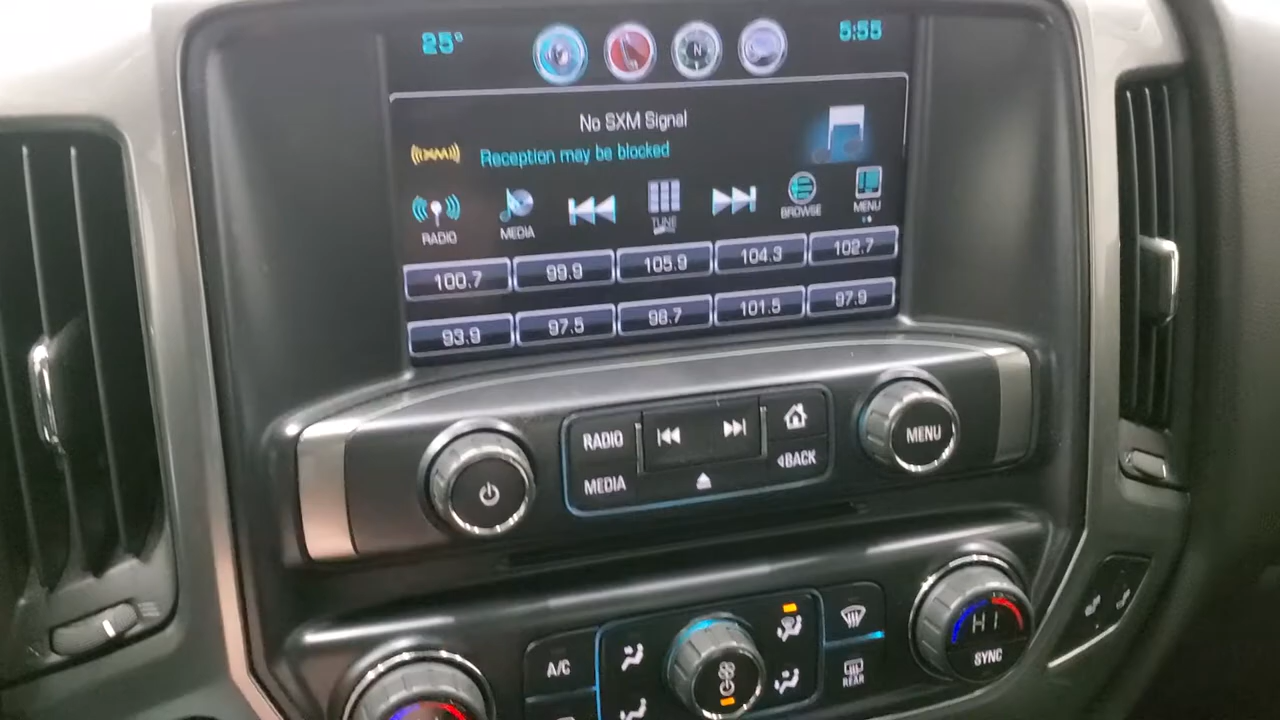 25° N 5:55
No SXM Signal
((XM)) Reception may be blocked
RADIO MEDIA TUNE BROWSE MENU
100.7 99.9 105.9 104.3 102.7
93.9 97.5 98.7 101.5 97.9
RADIO
MEDIA
BACK
MENU
A/C
REAR
HI
SYNC